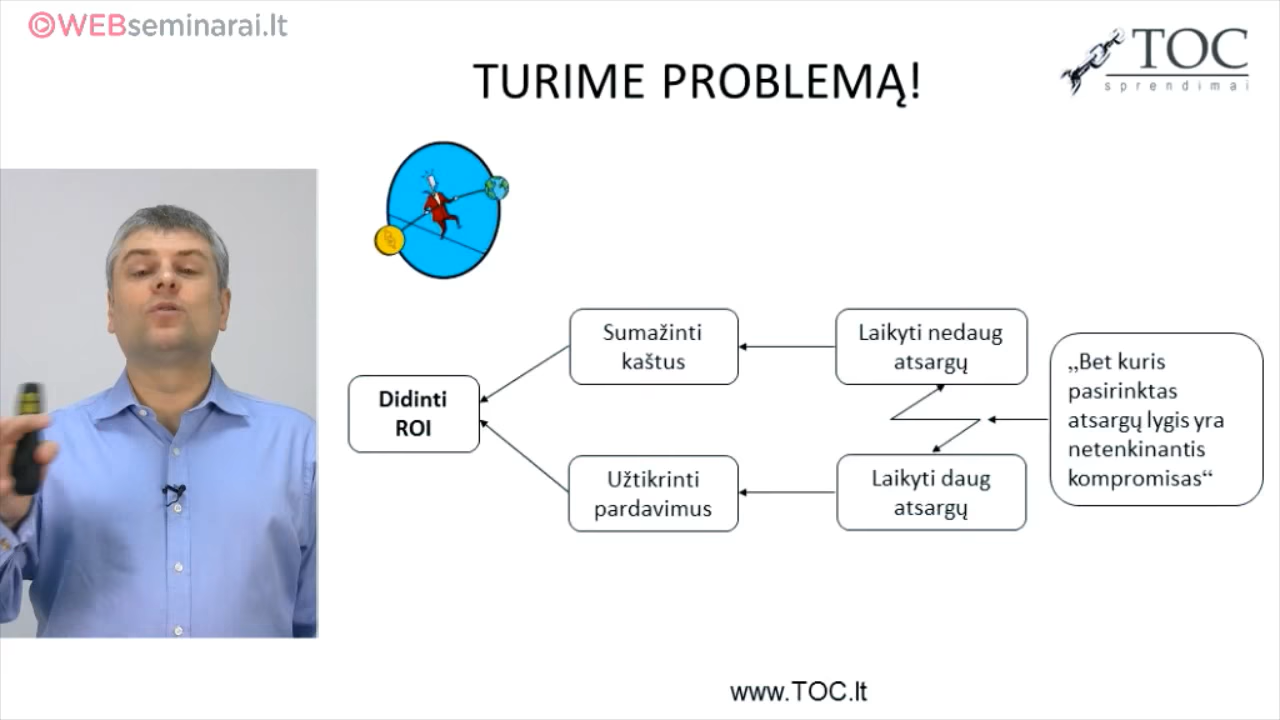 ©WEBseminarai.lt
TOC
sprendimai
TURIME PROBLEMĄ!
Sumažinti
kaštus
Laikyti nedaug
atsargų
Didinti
ROI
„Bet kuris
pasirinktas
atsargų lygis yra
netenkinantis
kompromisas“
Užtikrinti
pardavimus
Laikyti daug
atsargų
www.TOC.lt